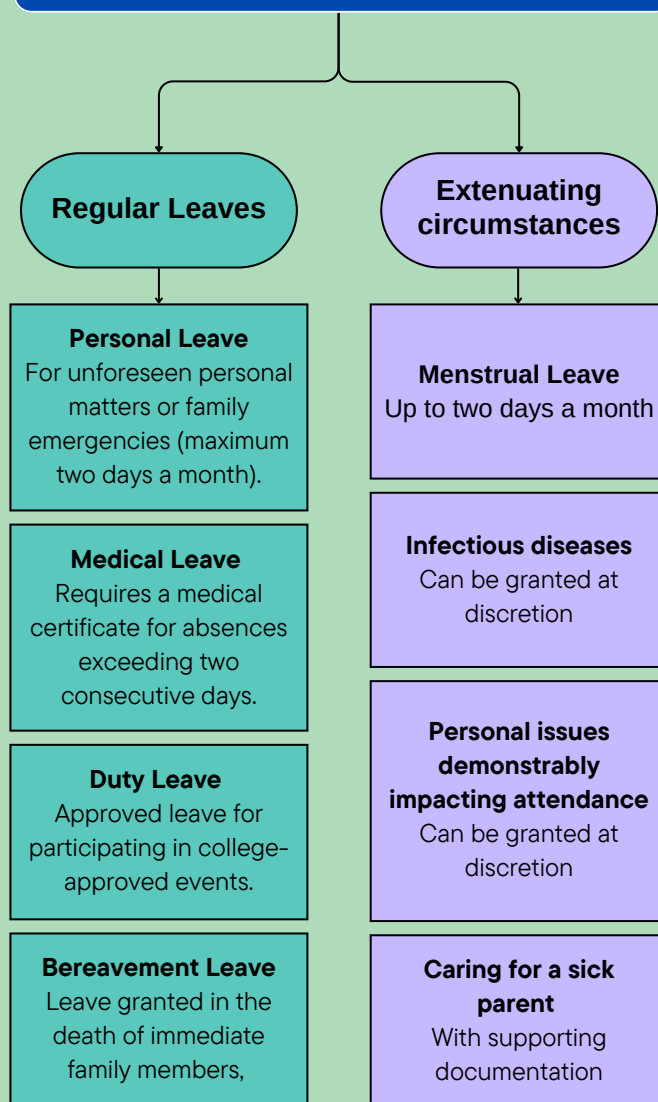 Regular Leaves
Personal Leave
For unforeseen personal
matters or family
emergencies (maximum
two days a month).
Medical Leave
Requires a medical
certificate for absences
exceeding two
consecutive days.
Duty Leave
Approved leave for
participating in college-
approved events.
Bereavement Leave
Leave granted in the
death of immediate
family members,
Extenuating
circumstances
Menstrual Leave
Up to two days a month
Infectious diseases
Can be granted at
discretion
Personal issues
demonstrably
impacting attendance
Can be granted at
discretion
Caring for a sick
parent
With supporting
documentation